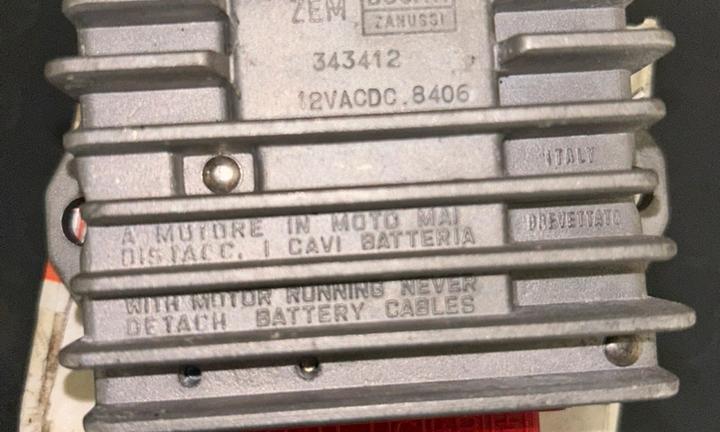 ZEM
ZANUSSI
343412
12VACDC.8406
ITALY
BREVETTATO
A MOTORE IN MOTO MAI
DISTACC. I CAVI BATTERIA
WITH MOTOR RUNNING NEVER
DETACH BATTERY CABLES